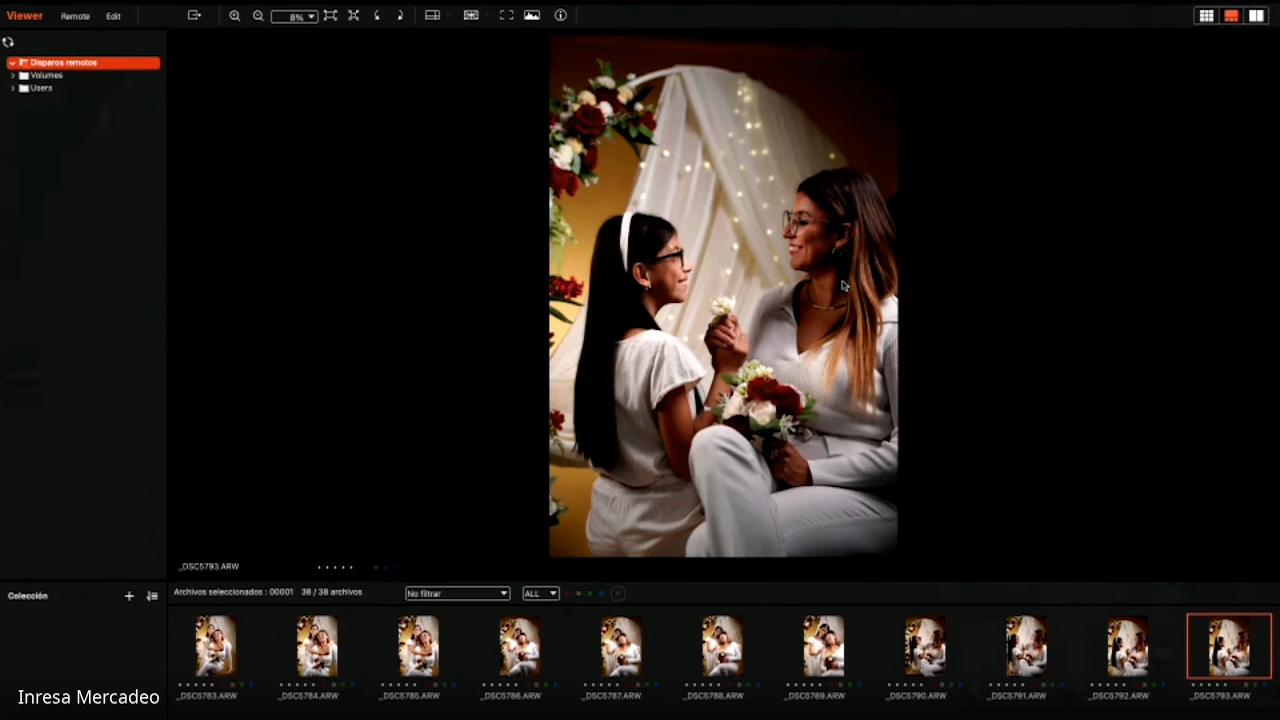 Viewer Remote Edit
8%
Disparos remotos
Volumes
Users
_DSC5793.ARW
Colección
Archivos seleccionados : 00001 38 / 38 archivos No filtrar ALL
_DSC5783.ARW _DSC5784.ARW _DSC5785.ARW _DSC5786.ARW _DSC5787.ARW _DSC5788.ARW _DSC5789.ARW _DSC5790.ARW _DSC5791.ARW _DSC5792.ARW _DSC5793.ARW
Inresa Mercadeo